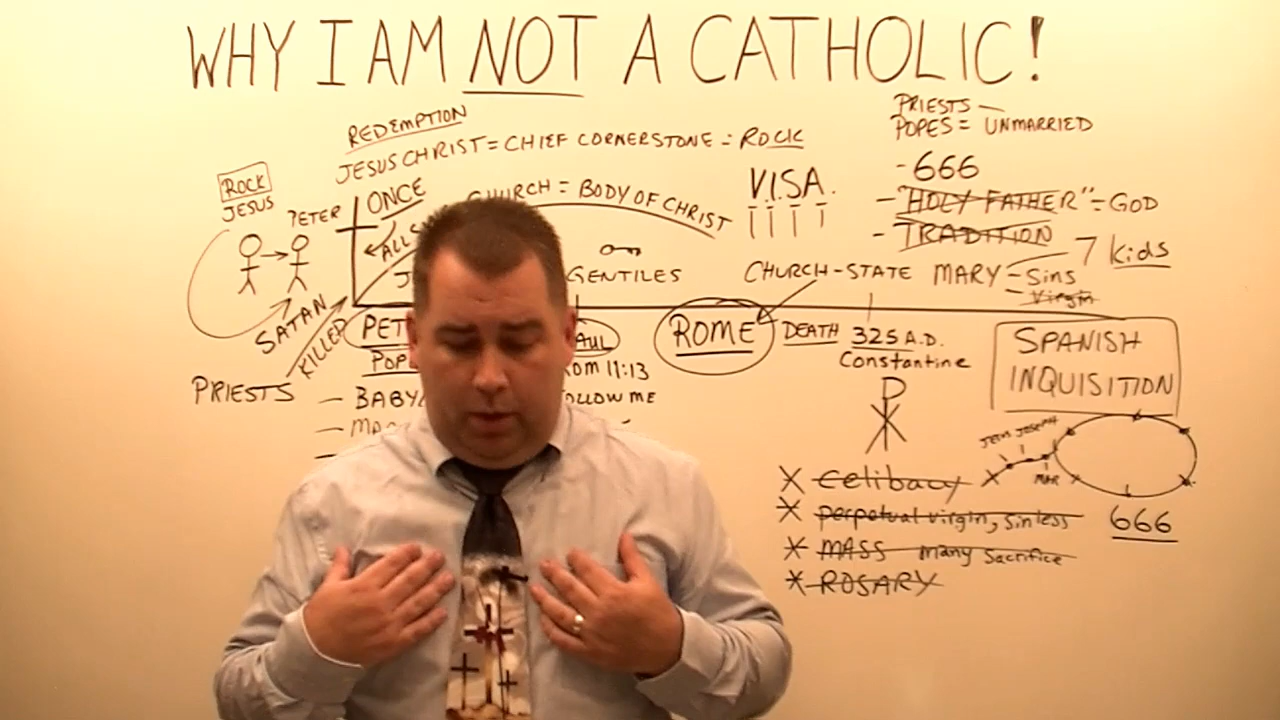 WHY I AM NOT A CATHOLIC!
REDEMPTION
JESUS CHRIST = CHIEF CORNERSTONE = ROCK
PRIESTS —
POPES = UNMARRIED
- 666
- "HOLY FATHER" = GOD
- TRADITION
ROCK
JESUS
PETER
ONCE
CHURCH = BODY OF CHRIST
V.I.S.A.
7 kids
GENTILES
CHURCH-STATE
MARY - Sins
- Virgin
SATAN
KILLED
PRIESTS
ROME
DEATH
325 A.D.
Constantine
SPANISH
INQUISITION
11:13
ME
JESUS JOSEPH
MAR
X Celibacy
X perpetual virgin, Sinless
X MASS many Sacrifice
X ROSARY
666